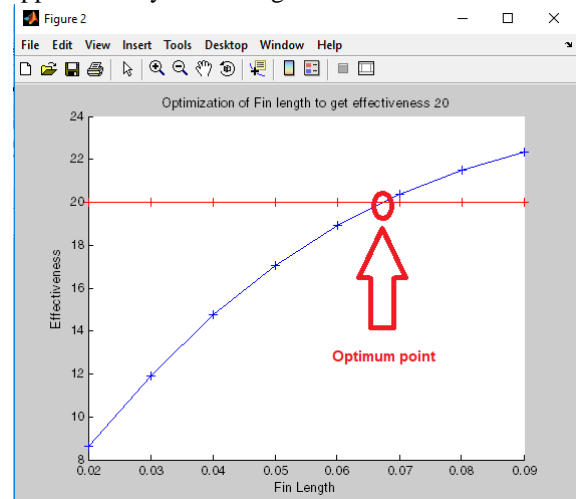 Figure 2
File Edit View Insert Tools Desktop Window Help
Optimization of Fin length to get effectiveness 20
24
22
20
18
16
14
12
10
8
Effectiveness
Optimum point
0.02 0.03 0.04 0.05 0.06 0.07 0.08 0.09
Fin Length